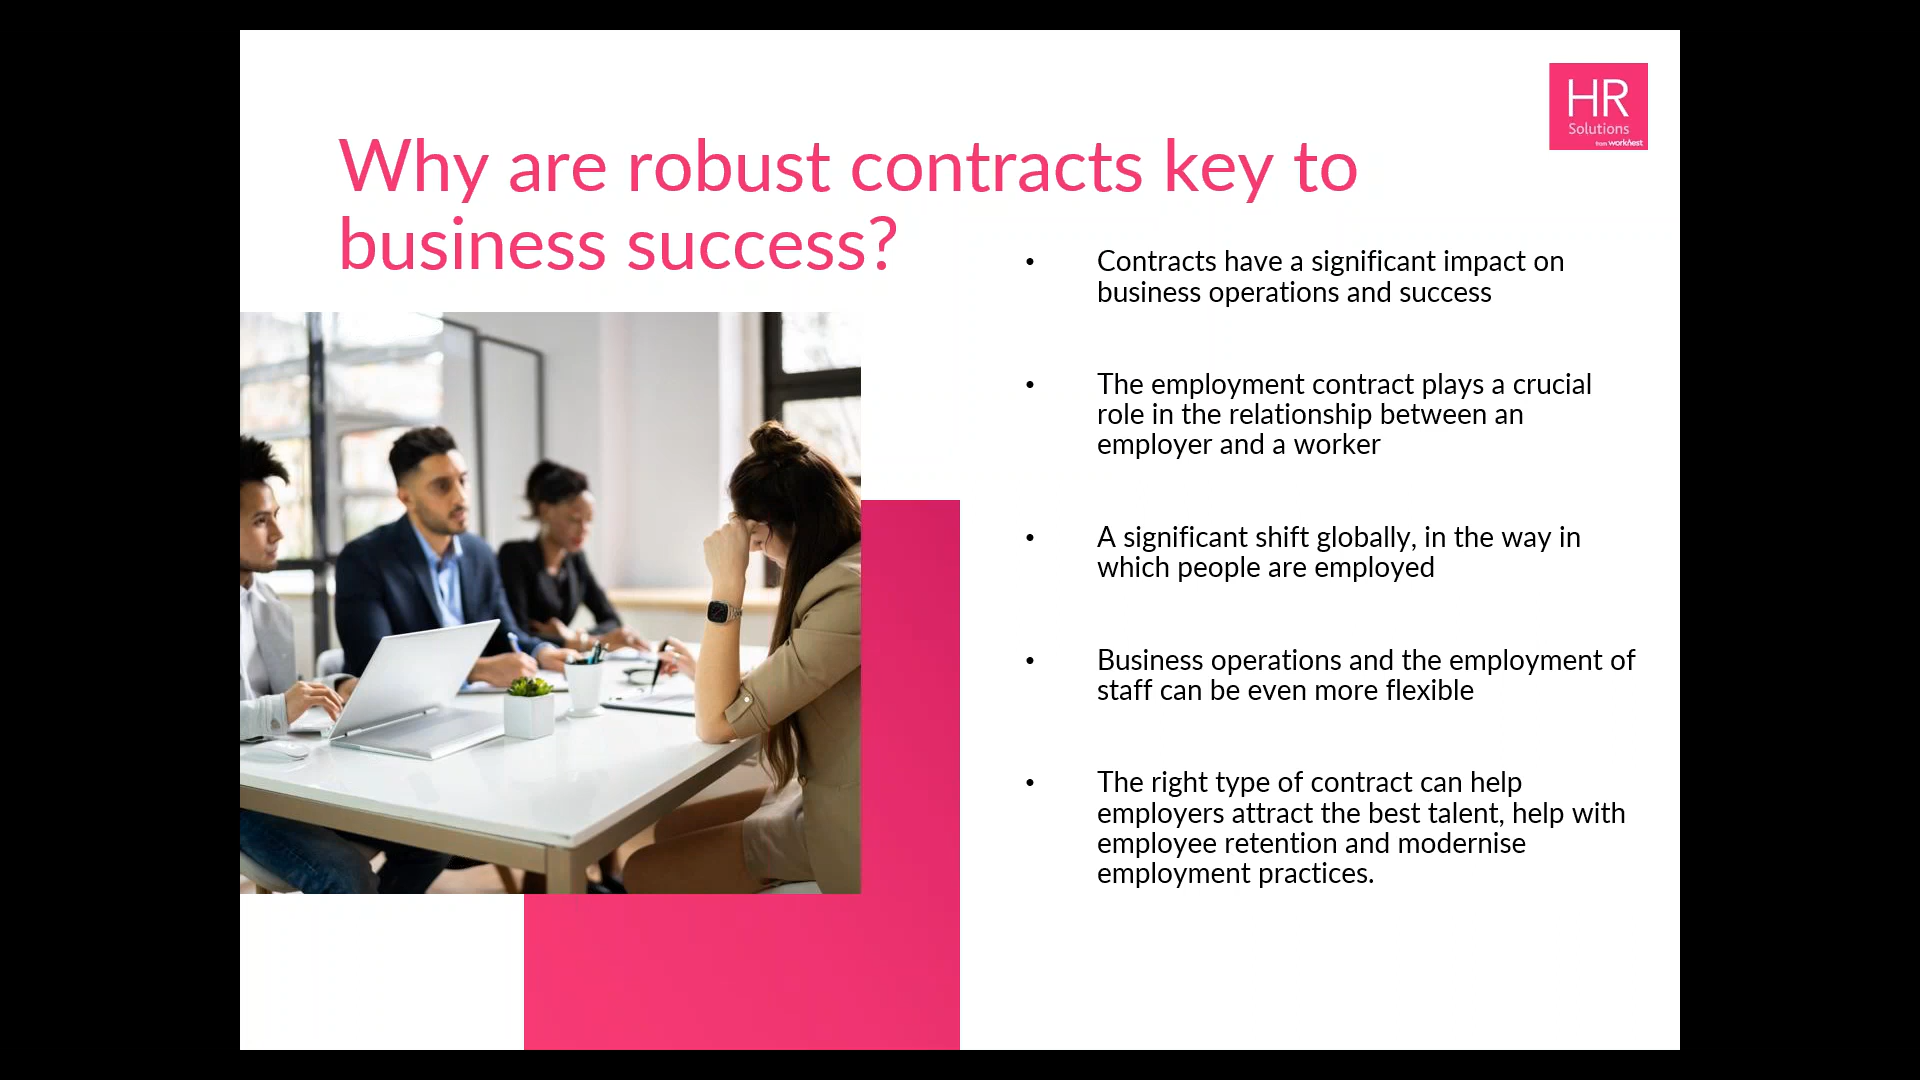 HR
Solutions
from worknest
Why are robust contracts key to
business success?
• Contracts have a significant impact on
business operations and success
• The employment contract plays a crucial
role in the relationship between an
employer and a worker
• A significant shift globally, in the way in
which people are employed
• Business operations and the employment of
staff can be even more flexible
• The right type of contract can help
employers attract the best talent, help with
employee retention and modernise
employment practices.